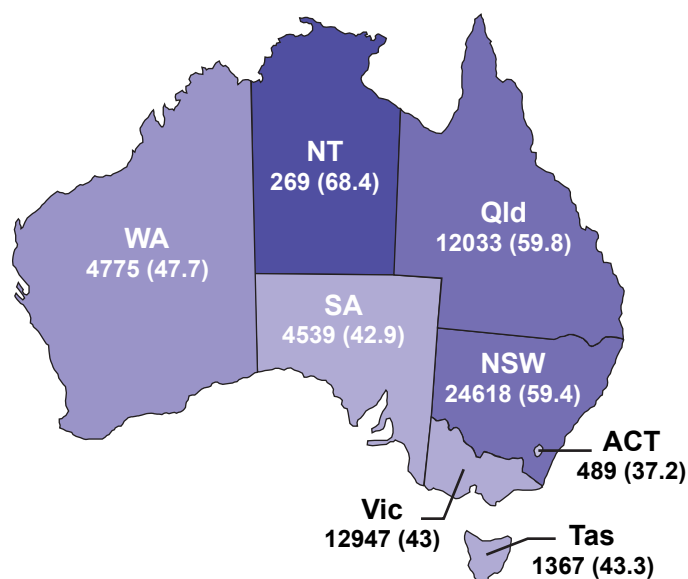 NT
269 (68.4)
Qld
12033 (59.8)
WA
4775 (47.7)
SA
4539 (42.9)
NSW
24618 (59.4)
ACT
489 (37.2)
Vic
12947 (43)
Tas
1367 (43.3)